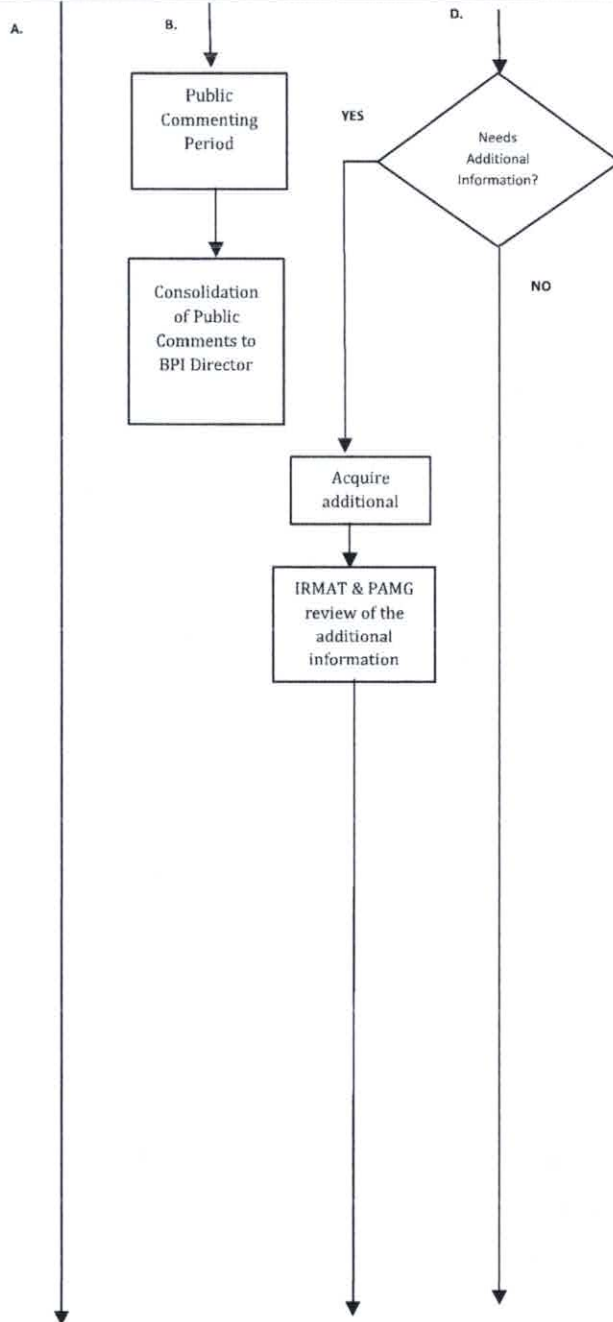 A.
B.
D.
Public
Commenting
Period
YES
Needs
Additional
Information?
Consolidation
of Public
Comments to
BPI Director
NO
Acquire
additional
IRMAT & PAMG
review of the
additional
information